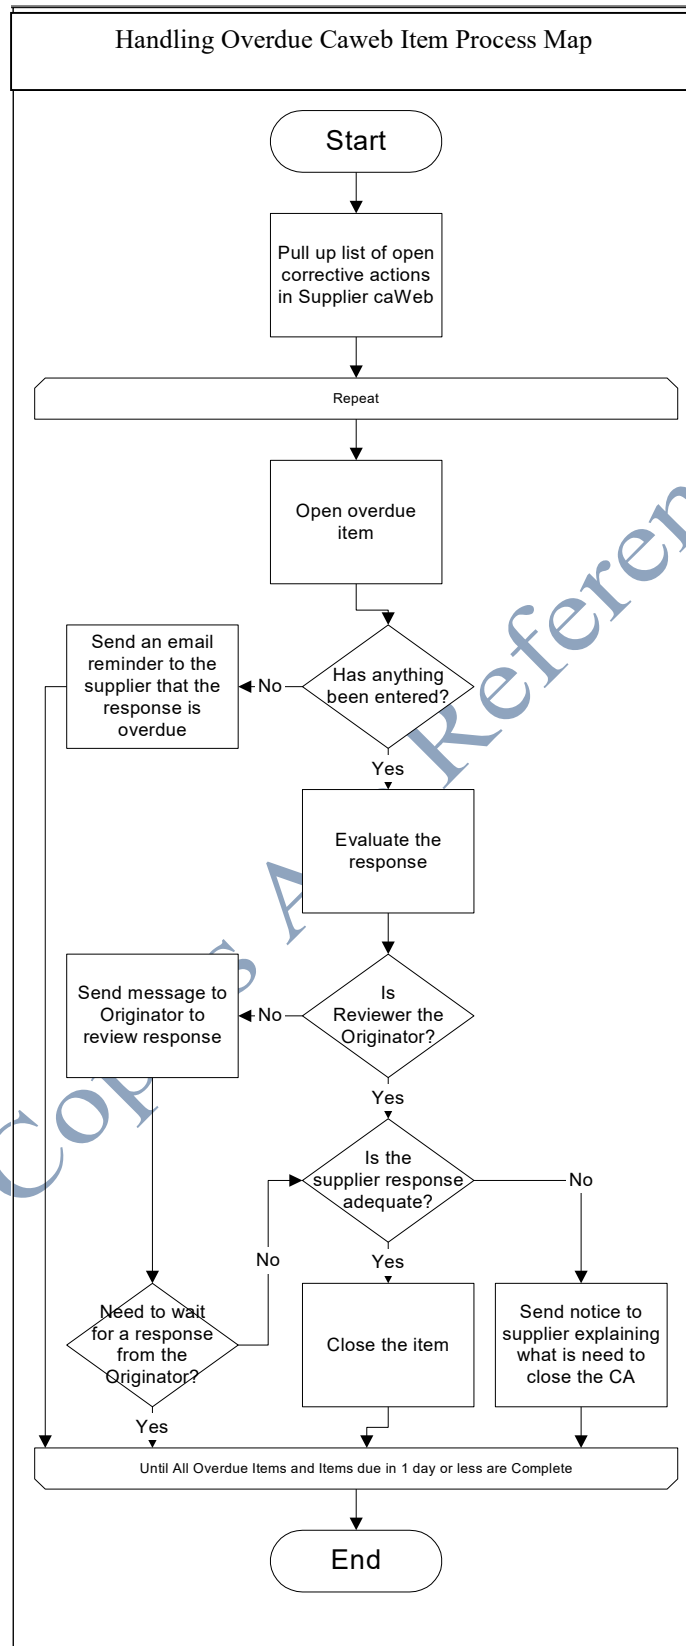 Handling Overdue Caweb Item Process Map
Start
Pull up list of open
corrective actions
in Supplier caWeb
Repeat
Open overdue
item
Send an email
reminder to the
supplier that the
response is
overdue
No
Has anything
been entered?
Yes
Evaluate the
response
Send message to
Originator to
review response
No
Is
Reviewer the
Originator?
Yes
Is the
supplier response
adequate?
No
No
Yes
Need to wait
for a response
from the
Originator?
Close the item
Send notice to
supplier explaining
what is need to
close the CA
Yes
Until All Overdue Items and Items due in 1 day or less are Complete
End